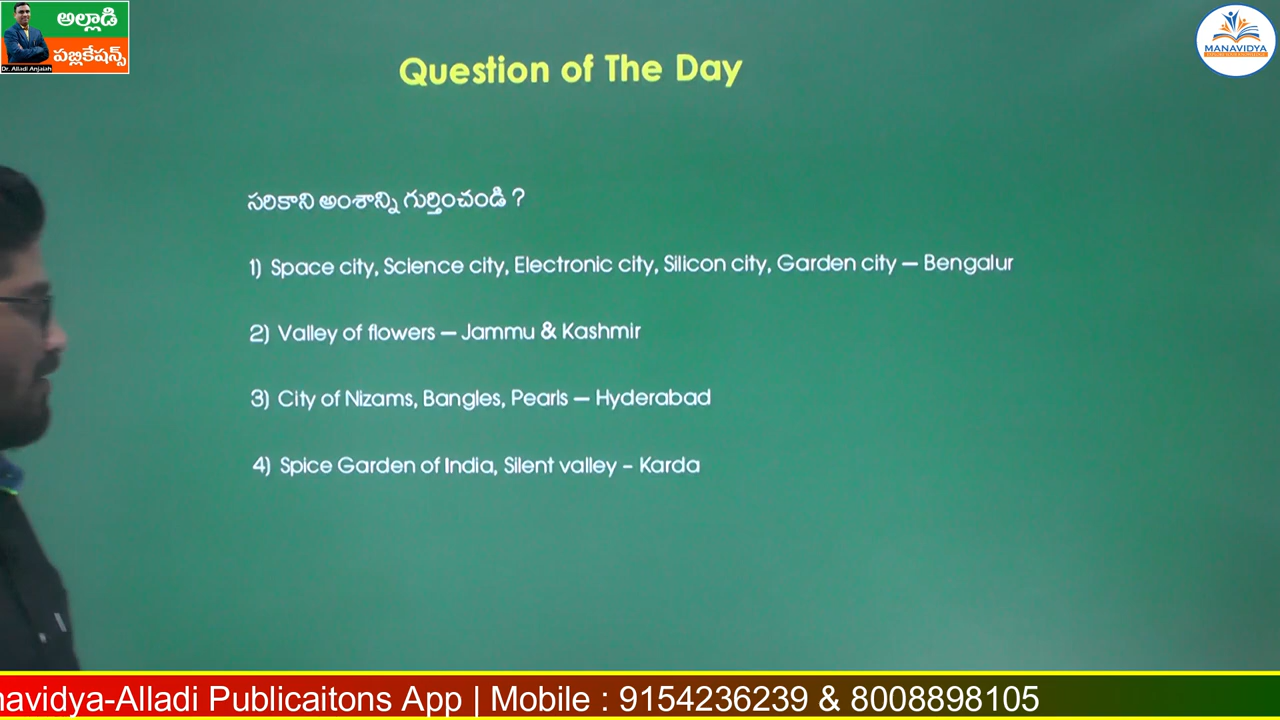 అల్లాడి
పబ్లికేషన్స్
Dr. Alladi Anjaiah
MANAVIDYA
Question of The Day
సరికాని అంశాన్ని గుర్తించండి ?
1) Space city, Science city, Electronic city, Silicon city, Garden city – Bengalur
2) Valley of flowers – Jammu & Kashmir
3) City of Nizams, Bangles, Pearls – Hyderabad
4) Spice Garden of India, Silent valley - Karda
navidya-Alladi Publicaitons App | Mobile : 9154236239 & 8008898105